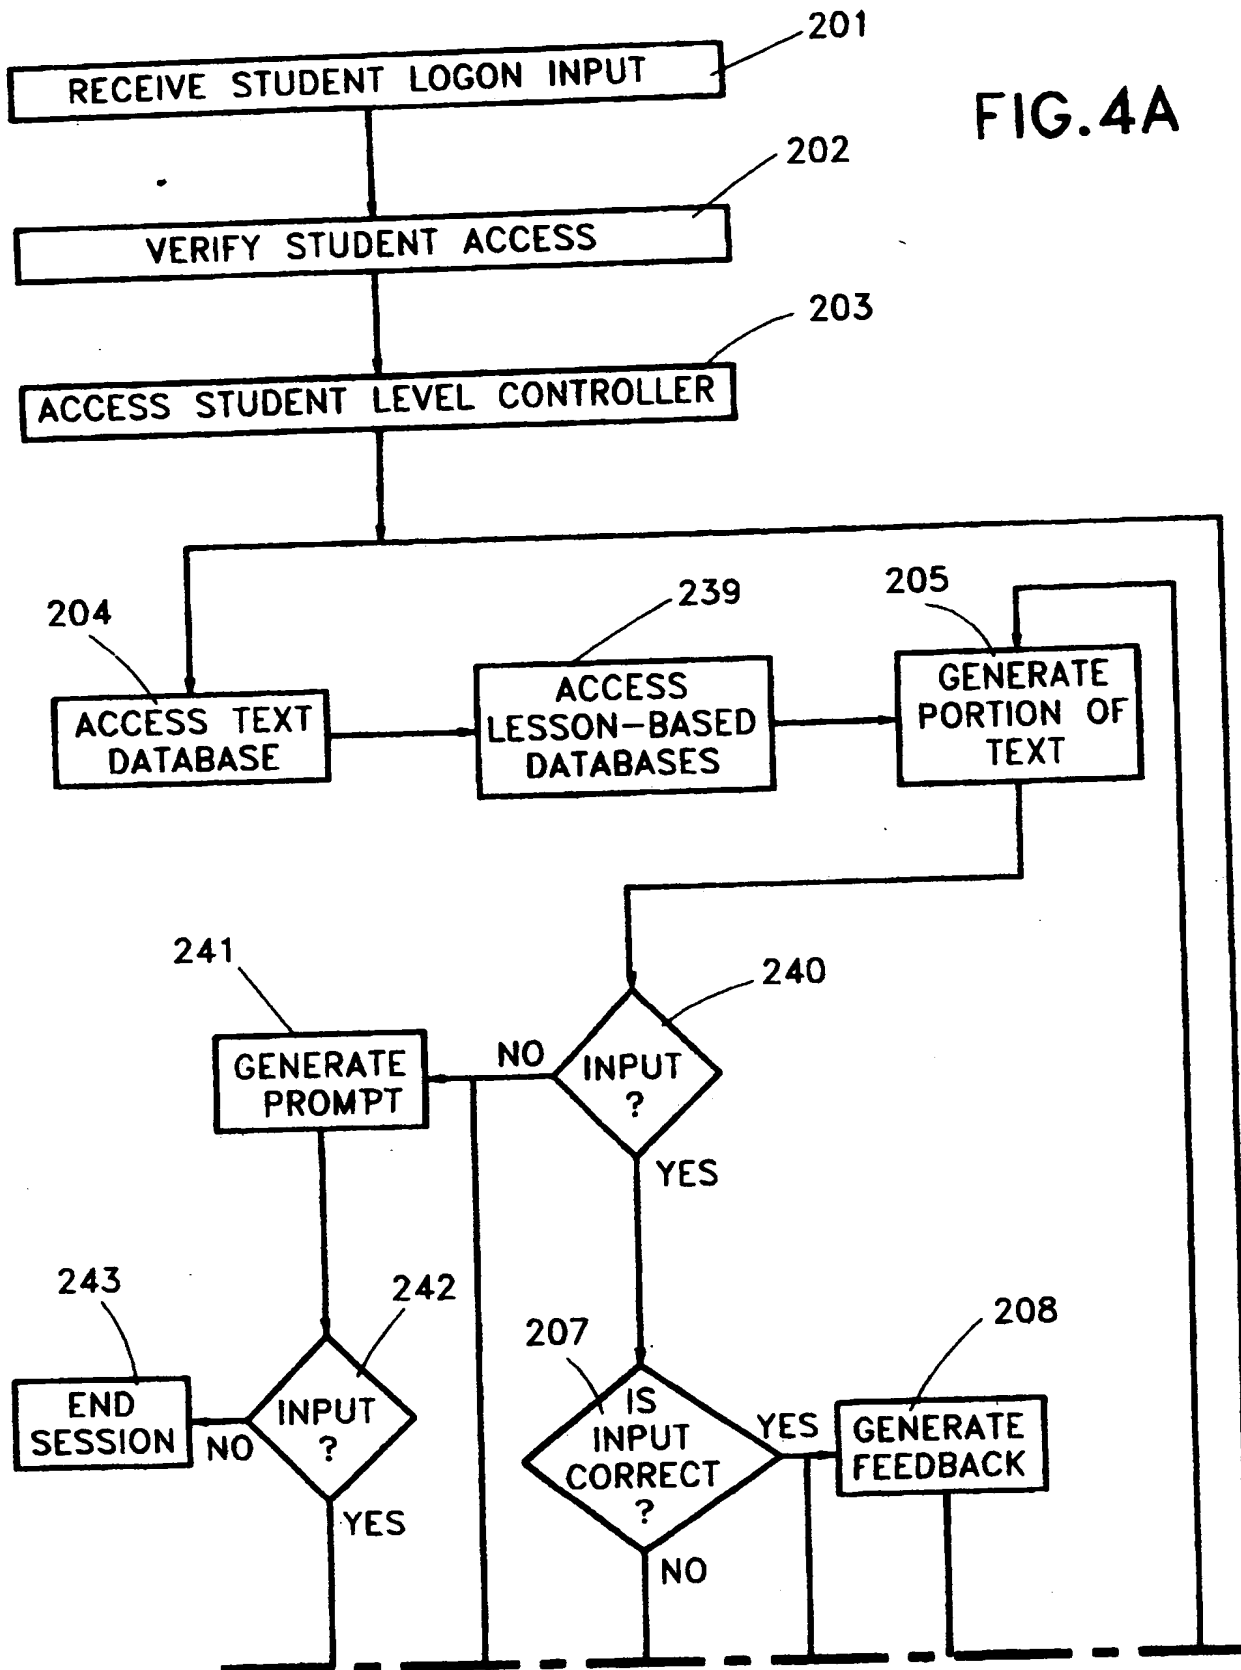 201
RECEIVE STUDENT LOGON INPUT
FIG.4A
202
VERIFY STUDENT ACCESS
203
ACCESS STUDENT LEVEL CONTROLLER
204
239
205
ACCESS TEXT
DATABASE
ACCESS
LESSON-BASED
DATABASES
GENERATE
PORTION OF
TEXT
241
240
GENERATE
PROMPT
NO
INPUT
?
YES
243
242
207
208
END
SESSION
NO
INPUT
?
YES
IS
INPUT
CORRECT
?
YES
NO
GENERATE
FEEDBACK